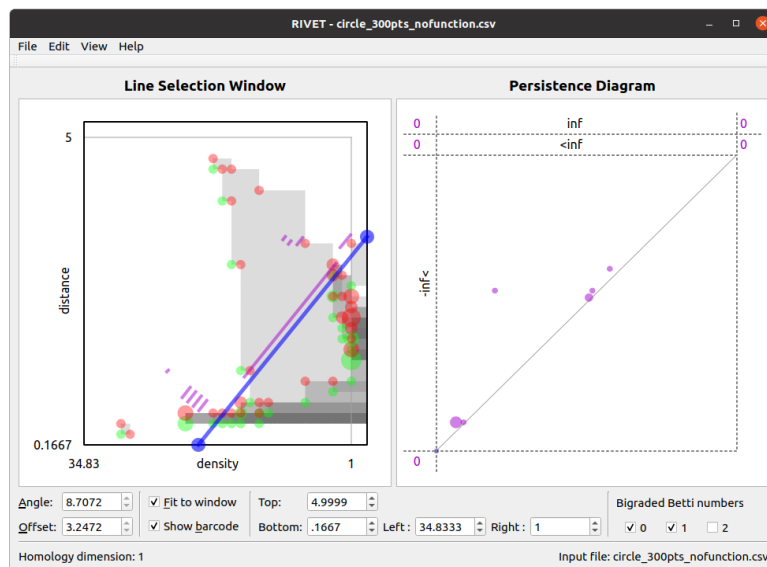 RIVET - circle_300pts_nofunction.csv
File Edit View Help
Line Selection Window
Persistence Diagram
5
distance
0.1667
34.83
density
1
0 inf 0
0 <inf 0
-inf<
0
Angle: 8.7072
Fit to window
Top: 4.9999
Bigraded Betti numbers
Offset: 3.2472
Show barcode
Bottom: .1667
Left : 34.8333
Right : 1
0 1 2
Homology dimension: 1
Input file: circle_300pts_nofunction.csv